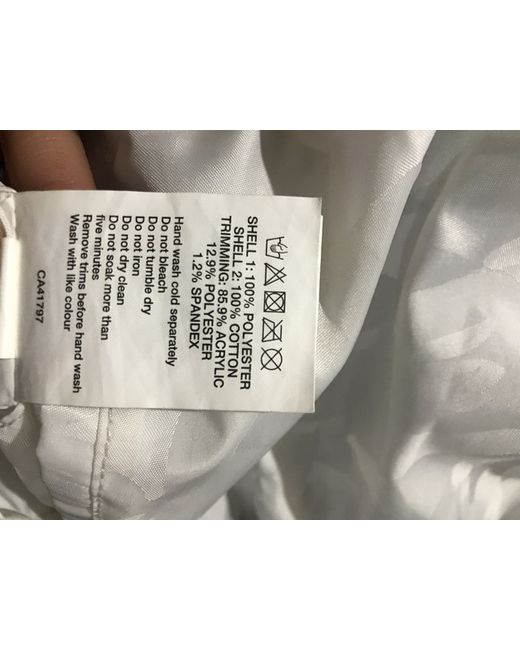 SHELL 1:100% POLYESTER
SHELL 2:100% COTTON
TRIMMING: 85.9% ACRYLIC
12.9% POLYESTER
1.2% SPANDEX
Hand wash cold separately
Do not bleach
Do not tumble dry
Do not iron
Do not dry clean
Do not soak more than
five minutes
Remove trims before hand wash
Wash with like colour
CA41797